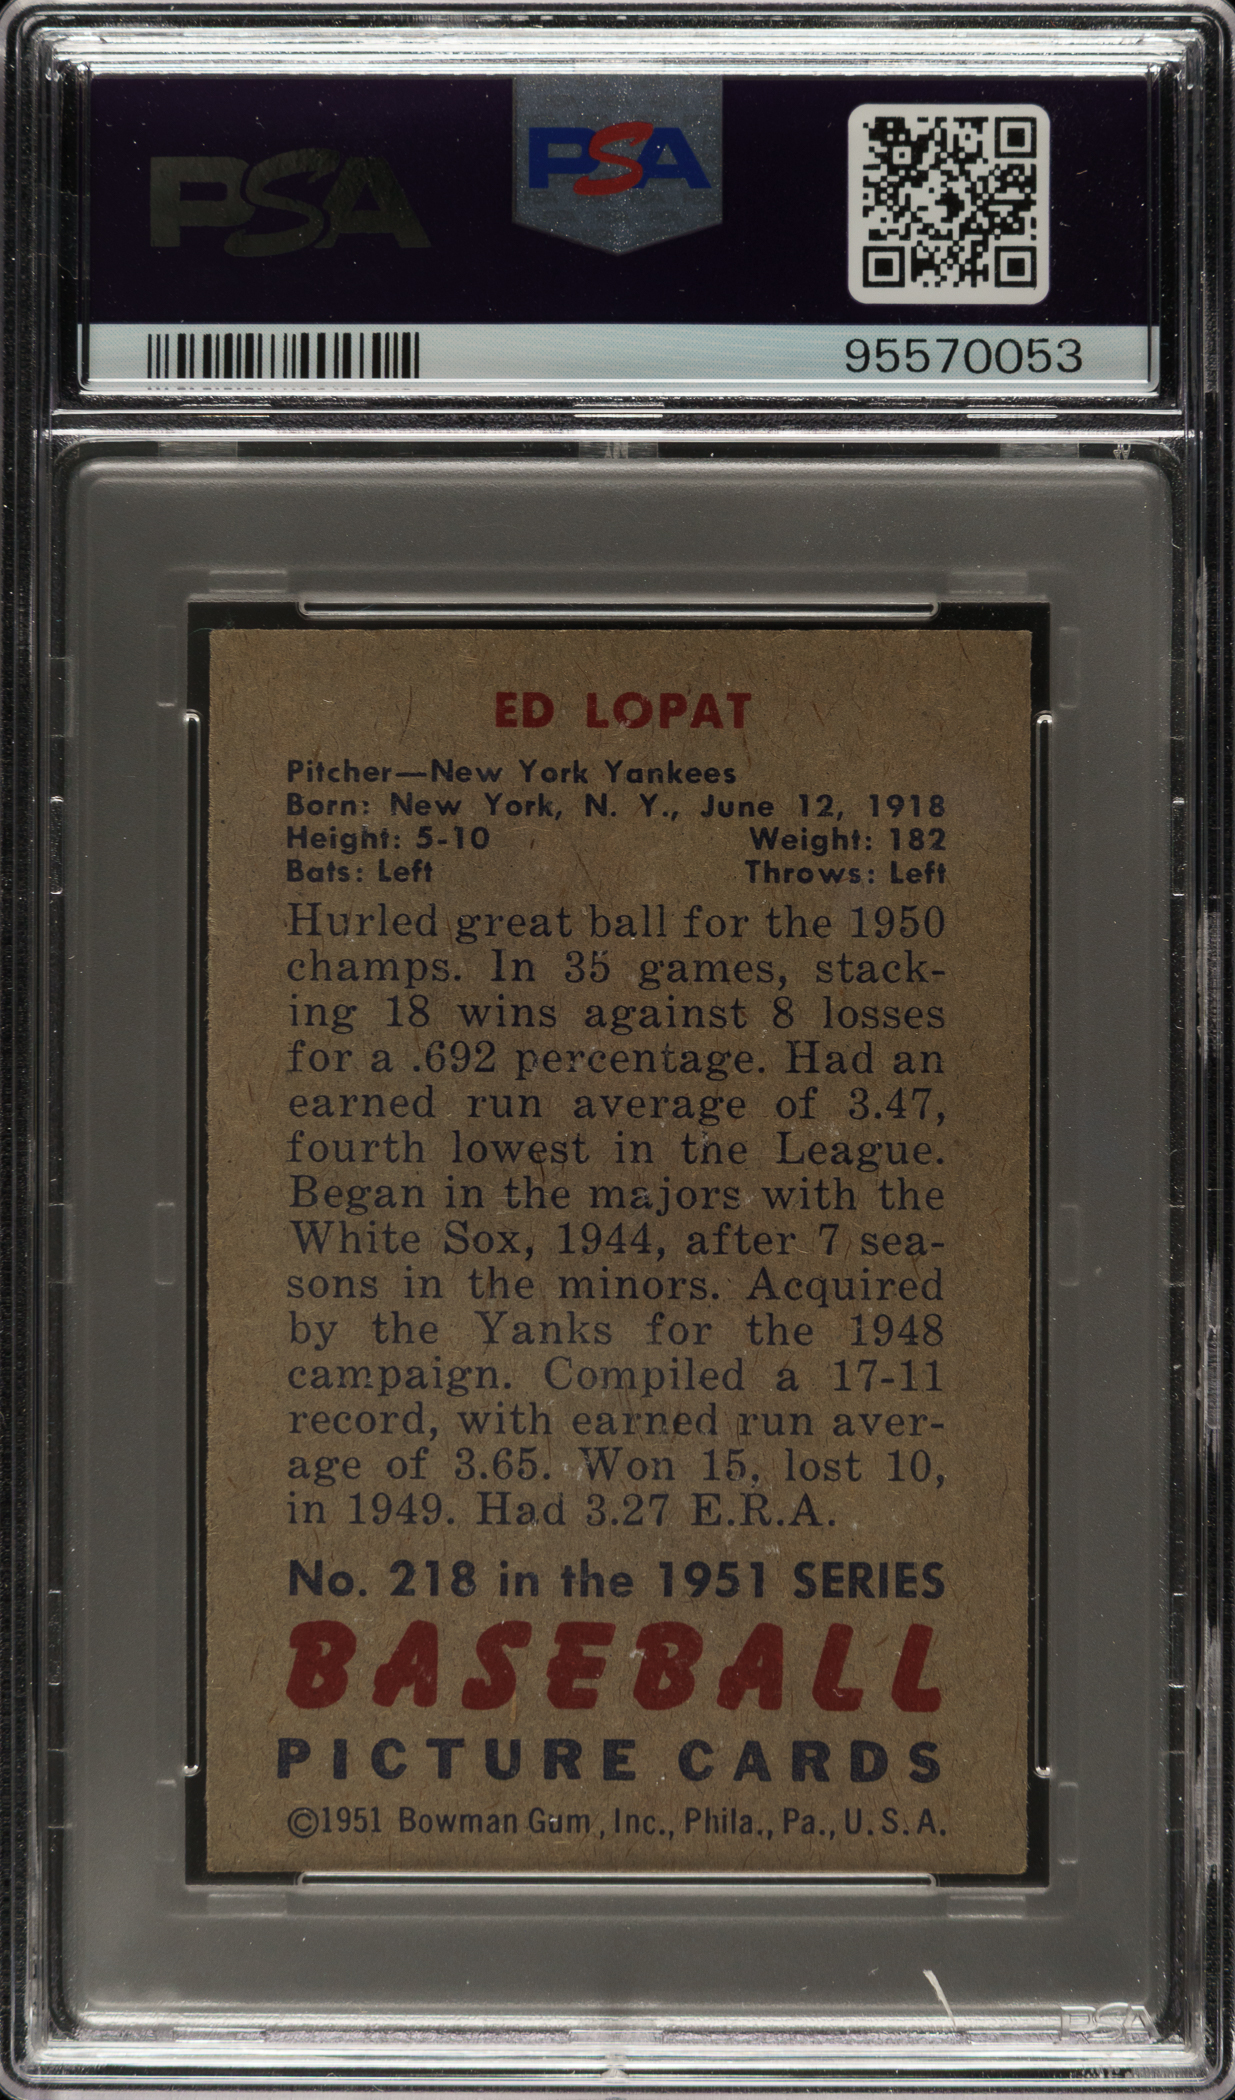 PSA
PSA
95570053
ED LOPAT
Pitcher—New York Yankees
Born: New York, N. Y., June 12, 1918
Height: 5-10 Weight: 182
Bats: Left Throws: Left
Hurled great ball for the 1950
champs. In 35 games, stack-
ing 18 wins against 8 losses
for a .692 percentage. Had an
earned run average of 3.47,
fourth lowest in the League.
Began in the majors with the
White Sox, 1944, after 7 sea-
sons in the minors. Acquired
by the Yanks for the 1948
campaign. Compiled a 17-11
record, with earned run aver-
age of 3.65. Won 15, lost 10,
in 1949. Had 3.27 E.R.A.
No. 218 in the 1951 SERIES
BASEBALL
PICTURE CARDS
©1951 Bowman Gum, Inc., Phila., Pa., U.S.A.
PSA